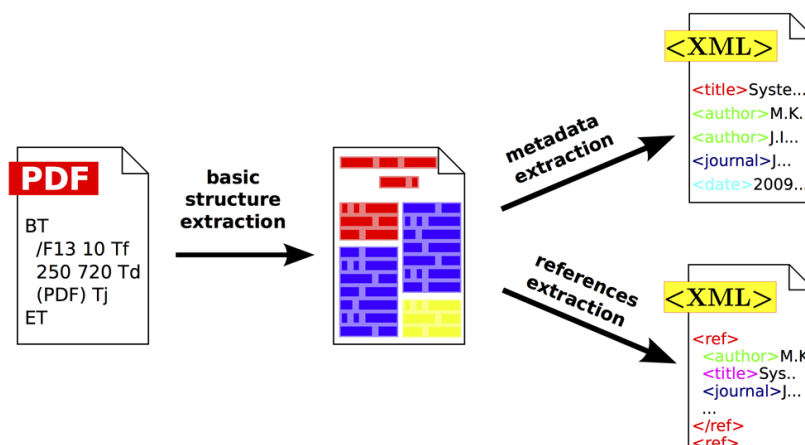 PDF
BT
/F13 10 Tf
250 720 Td
(PDF) Tj
ET
basic
structure
extraction
metadata
extraction
references
extraction
<XML>
<title>Syste...
<author>M.K.
<author>J.I...
<journal>J...
<date>2009...
<XML>
<ref>
<author>M.K
<title>Sys..
<journal>J...
...
</ref>
<ref>